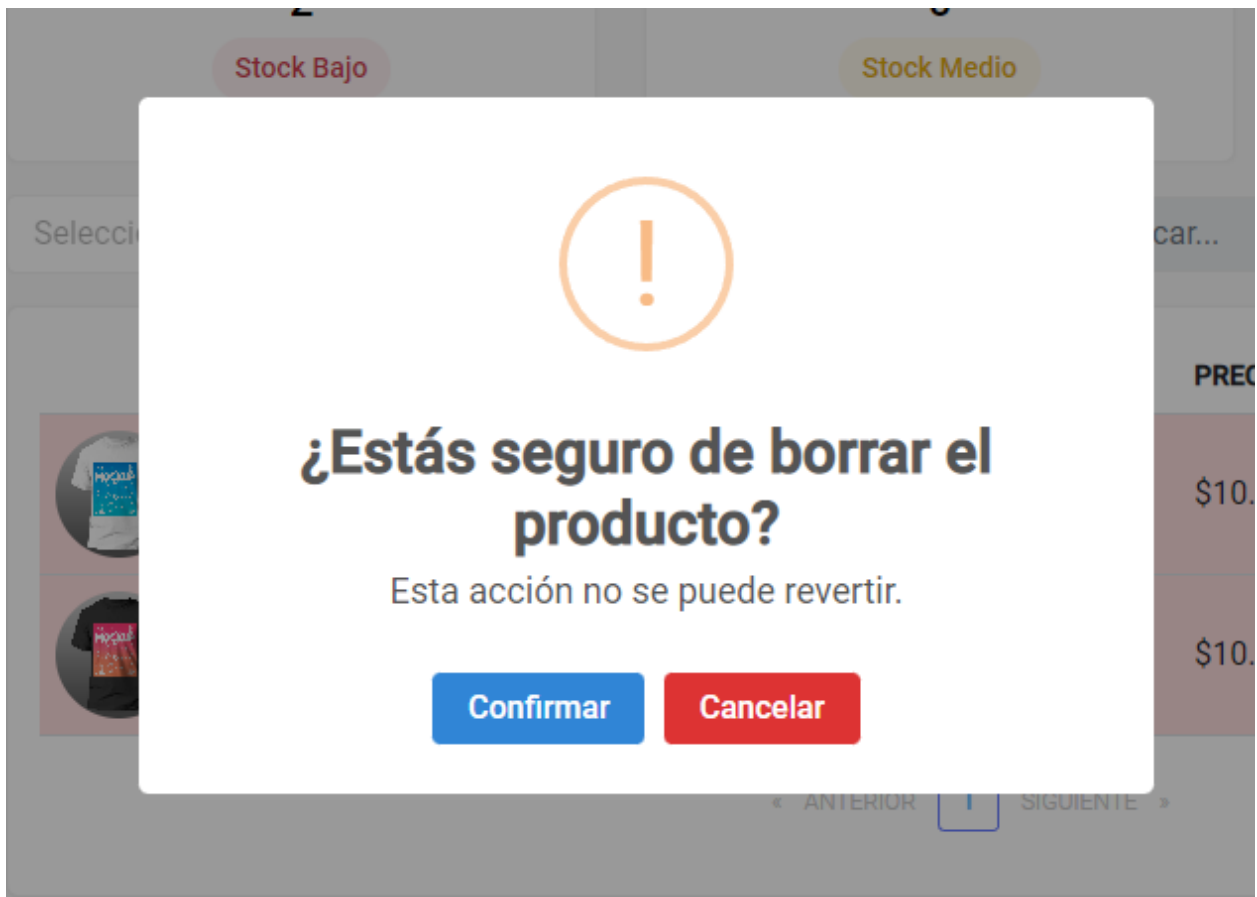 Stock Bajo
Stock Medio
Selecci
car...
PREC
¿Estás seguro de borrar el
producto?
Esta acción no se puede revertir.
$10.
$10.
Confirmar
Cancelar
« ANTERIOR 1 SIGUIENTE »